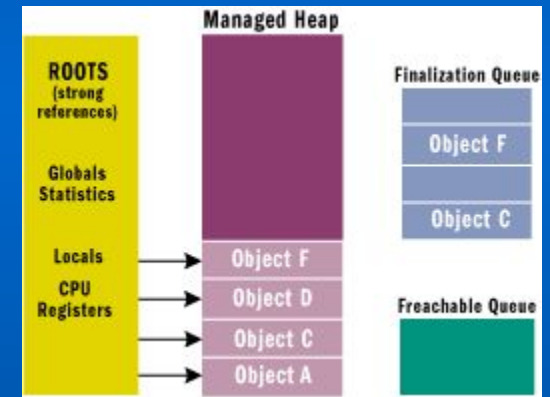 Managed Heap
ROOTS
(strong
references)
Globals
Statistics
Locals
CPU
Registers
Object F
Object D
Object C
Object A
Finalization Queue
Object F
Object C
Freachable Queue